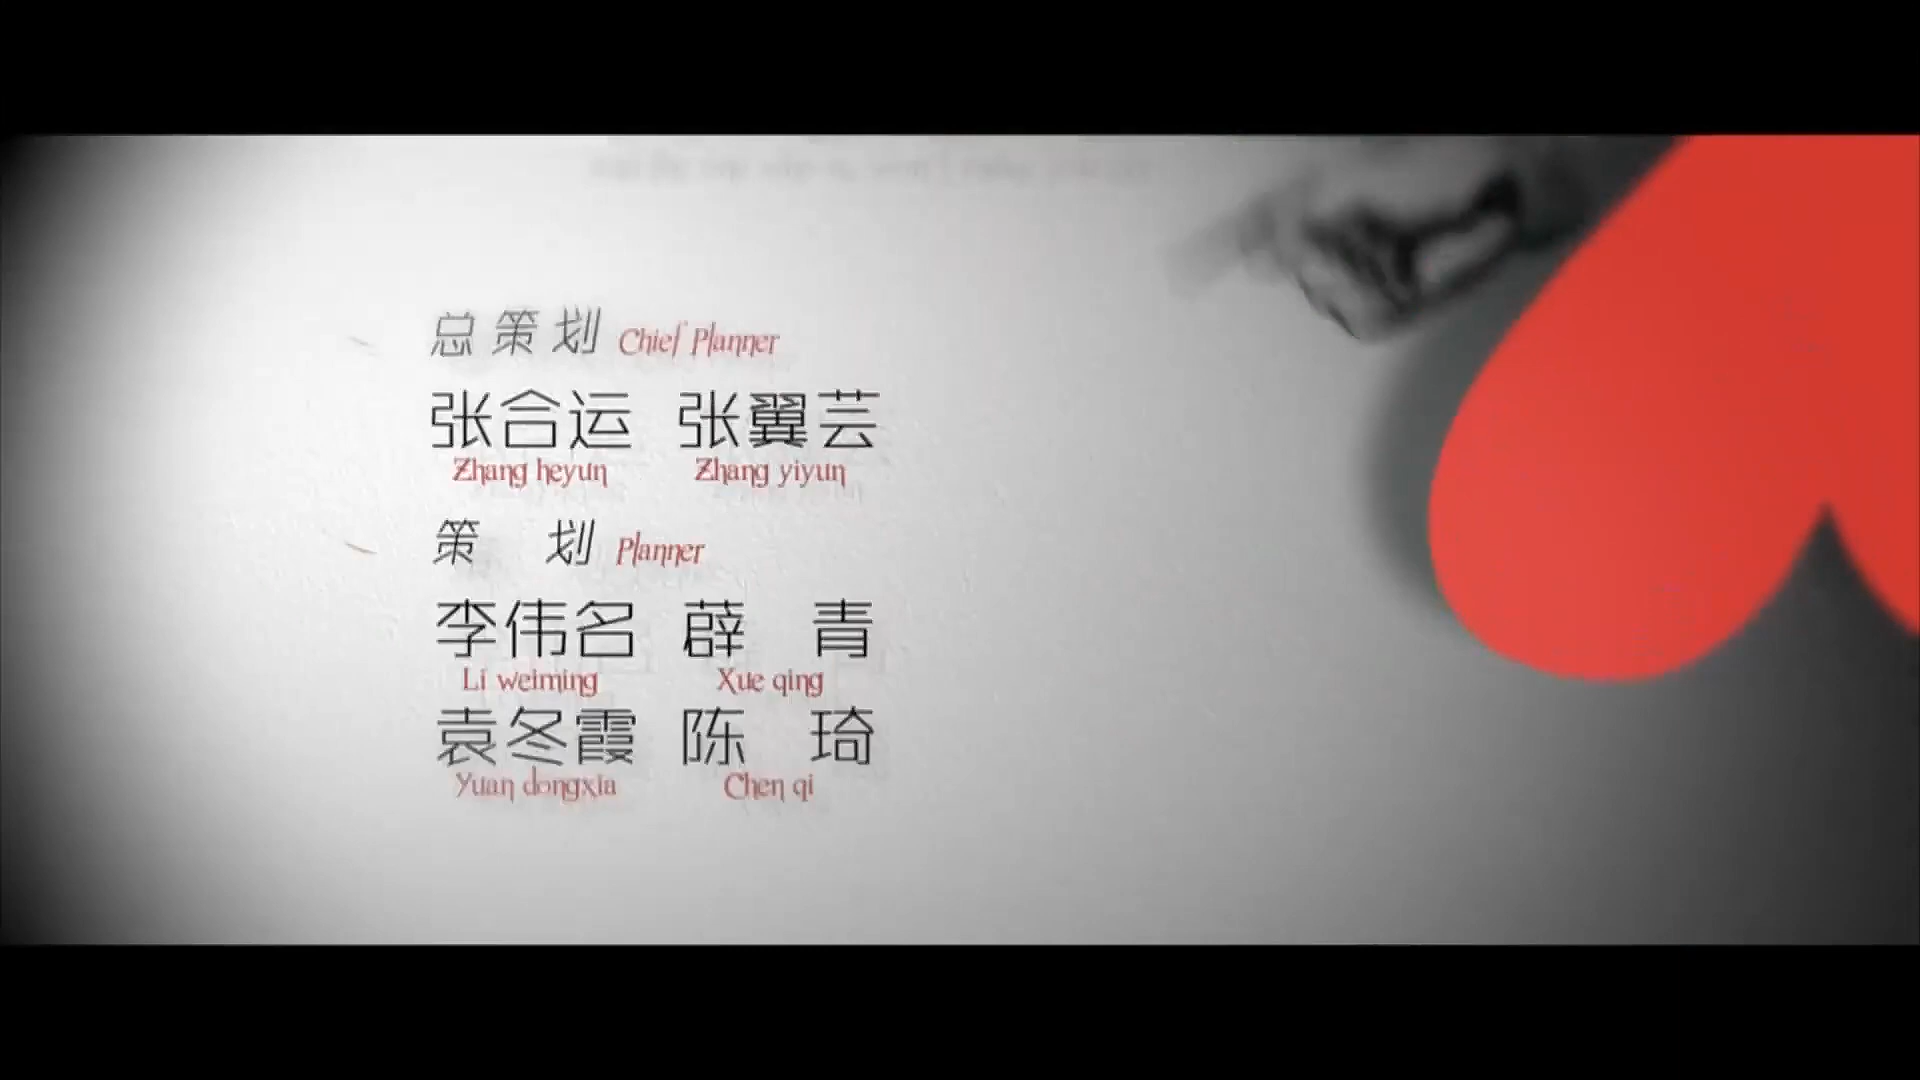 总策划 Chief Planner
张合运 张翼芸
Zhang heyun Zhang yiyun
策 划 Planner
李伟名 薛 青
Li weiming Xue qing
袁冬霞 陈 琦
Yuan dongxia Chen qi